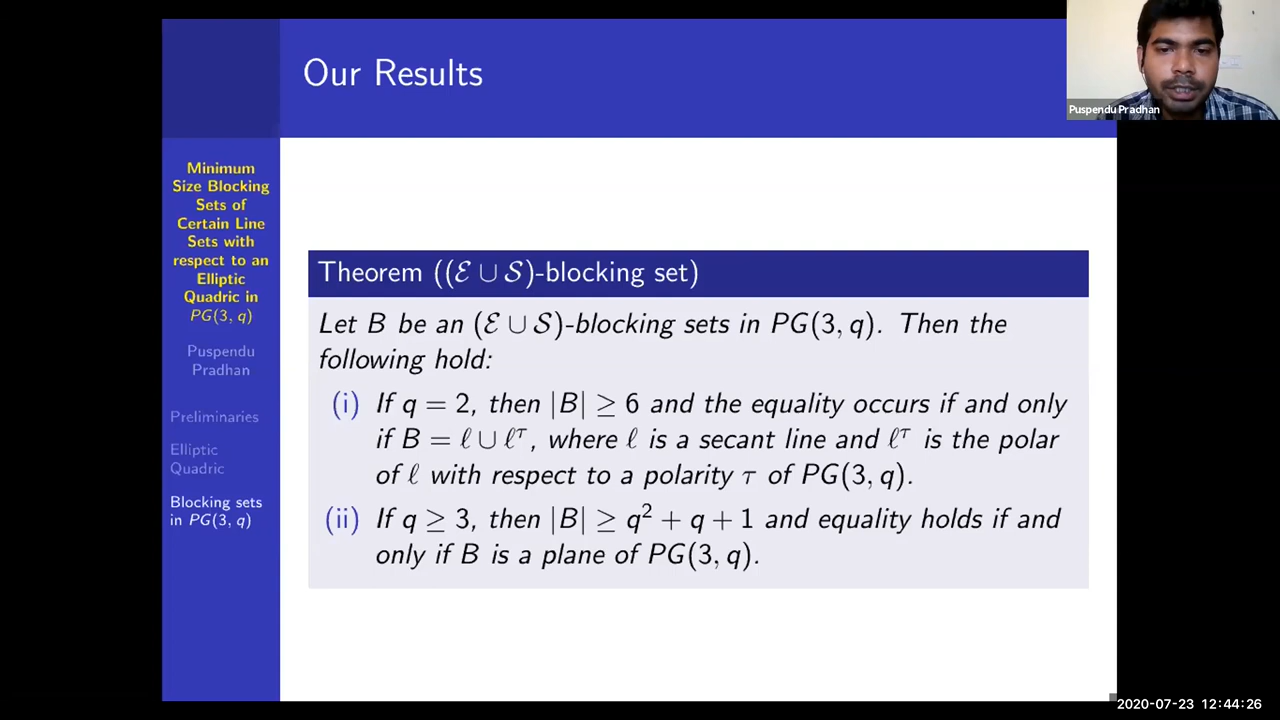 Our Results
Puspendu Pradhan
Minimum
Size Blocking
Sets of
Certain Line
Sets with
respect to an
Elliptic
Quadric in
PG(3, q)
Puspendu
Pradhan
Preliminaries
Elliptic
Quadric
Blocking sets
in PG(3, q)
Theorem ((ℰ ∪ 𝒮)-blocking set)
Let B be an (ℰ ∪ 𝒮)-blocking sets in PG(3, q). Then the
following hold:
(i) If q = 2, then |B| ≥ 6 and the equality occurs if and only
if B = ℓ ∪ ℓ^τ, where ℓ is a secant line and ℓ^τ is the polar
of ℓ with respect to a polarity τ of PG(3, q).
(ii) If q ≥ 3, then |B| ≥ q² + q + 1 and equality holds if and
only if B is a plane of PG(3, q).
2020-07-23 12:44:26